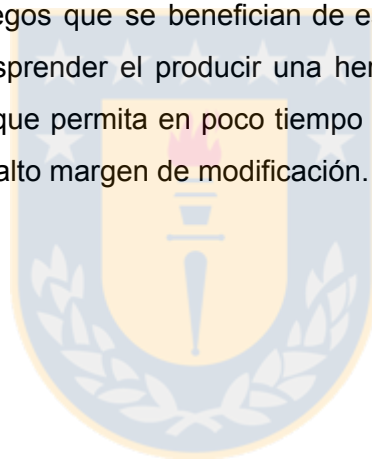 egos que se benefician de e
sprender el producir una her
que permita en poco tiempo
alto margen de modificación.